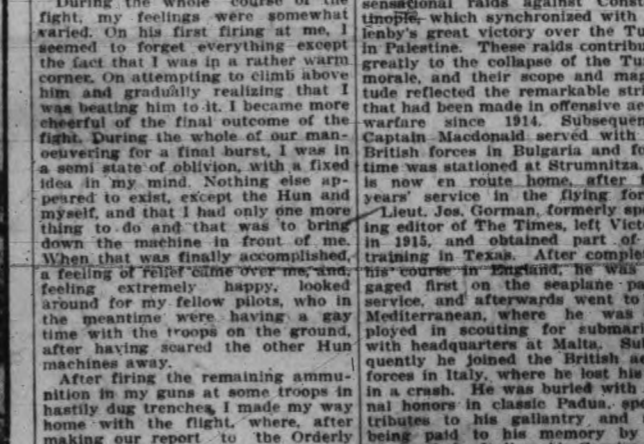 During the whole course of the
fight, my feelings were somewhat
varied. On his first firing at me, I
seemed to forget everything except
the fact that I was in a rather warm
corner. On attempting to climb above
him and gradually realizing that I
was beating him to it. I became more
cheerful of the final outcome of the
fight. During the whole of our man-
oeuvering for a final burst, I was in
a semi state of oblivion, with a fixed
idea in my mind. Nothing else ap-
peared to exist, except the Hun and
myself, and that I had only one more
thing to do and that was to bring
down the machine in front of me.
When that was finally accomplished,
a feeling of relief came over me, and,
feeling extremely happy, looked
around for my fellow pilots, who in
the meantime were having a gay
time with the troops on the ground,
after having scared the other Hun
machines away.
After firing the remaining ammu-
nition in my guns at some troops in
hastily dug trenches, I made my way
home with the flight, where, after
making our report to the Orderly
sensational raids against Cons
tinople, which synchronized with
lenby's great victory over the Tu
in Palestine. These raids contrib
greatly to the collapse of the Tu
morale, and their scope and mag
tude reflected the remarkable stri
that had been made in offensive a
warfare since 1914. Subsequen
Captain Macdonald served with
British forces in Bulgaria and fo
time was stationed at Strumnitza.
is now en route home, after
years' service in the flying for
Lieut. Jos. Gorman, formerly
ing editor of The Times, left Vict
in 1915, and obtained part of
training in Texas. After comple
his course in England, he was
gaged first on the seaplane pa
service, and afterwards went to
Mediterranean, where he was
ployed in scouting for submar
with headquarters at Malta. Su
quently he joined the British a
forces in Italy, where he lost his
in a crash. He was buried with
nal honors in classic Padua,
tributes to his gallantry and
being paid to his memory by